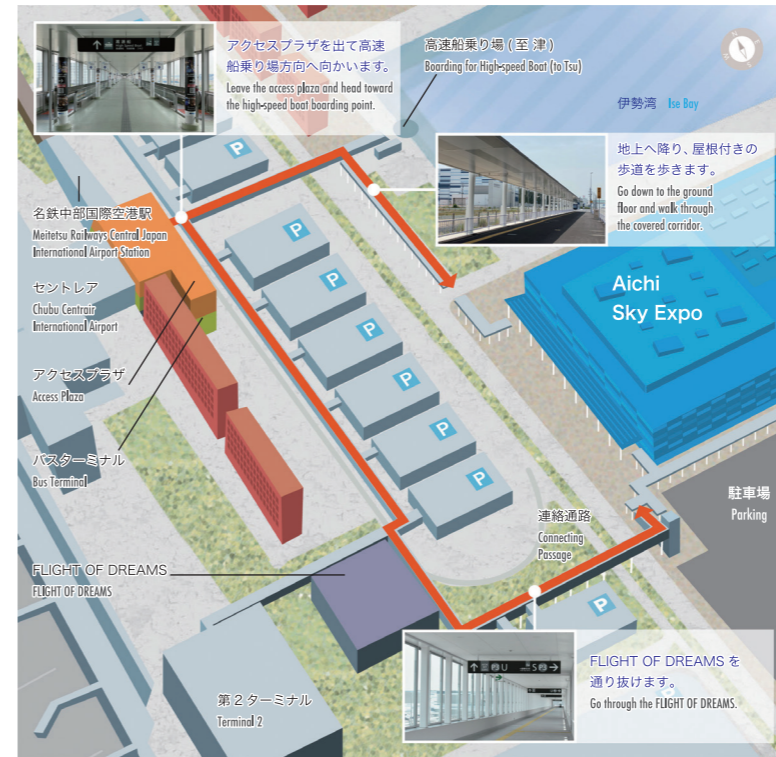 アクセスプラザを出て高速
船乗り場方向へ向かいます。
Leave the access plaza and head toward
the high-speed boat boarding point.
高速船乗り場 ( 至 津 )
Boarding for High-speed Boat (to Tsu)
伊勢湾 Ise Bay
地上へ降り、屋根付きの
歩道を歩きます。
Go down to the ground
floor and walk through
the covered corridor.
名鉄中部国際空港駅
Meitetsu Railways Central Japan
International Airport Station
セントレア
Chubu Centrair
International Airport
アクセスプラザ
Access Plaza
バスターミナル
Bus Terminal
Aichi
Sky Expo
駐車場
Parking
連絡通路
Connecting
Passage
FLIGHT OF DREAMS
FLIGHT OF DREAMS
第2ターミナル
Terminal 2
FLIGHT OF DREAMS を
通り抜けます。
Go through the FLIGHT OF DREAMS.
P
P
P
P
P
P
P
P
P